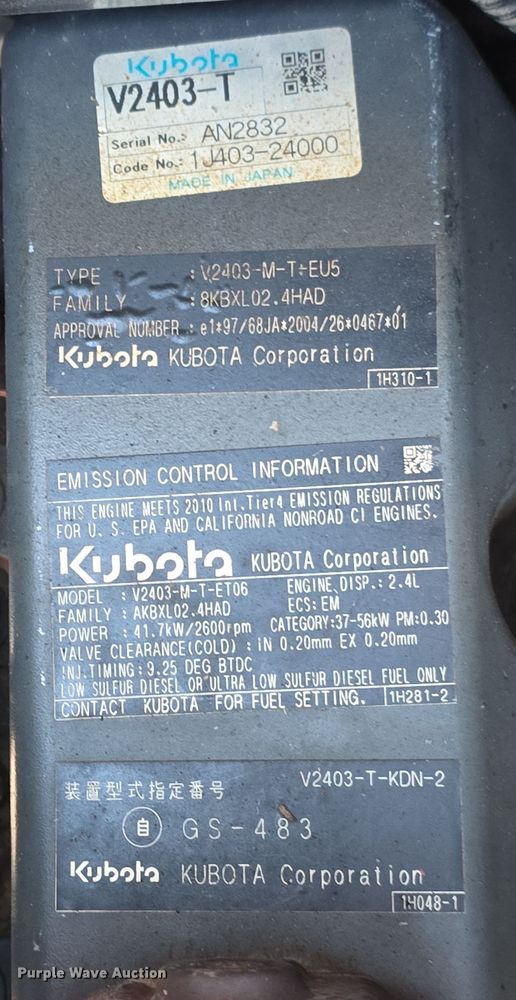 Kubota
V2403-T
Serial No.: AN2832
Code No.: 1J403-24000
MADE IN JAPAN
TYPE : V2403-M-T-EU5
FAMILY : 8KBXL02.4HAD
APPROVAL NUMBER : e1*97/68JA*2004/26*0467*01
Kubota KUBOTA Corporation
1H310-1
EMISSION CONTROL INFORMATION
THIS ENGINE MEETS 2010 Int.Tier4 EMISSION REGULATIONS
FOR U. S. EPA AND CALIFORNIA NONROAD CI ENGINES.
Kubota KUBOTA Corporation
MODEL : V2403-M-T-ET06 ENGINE DISP.: 2.4L
FAMILY : AKBXL02.4HAD ECS: EM
POWER : 41.7kW/2600rpm CATEGORY:37-56kW PM:0.30
VALVE CLEARANCE(COLD) : IN 0.20mm EX 0.20mm
INJ.TIMING: 9.25 DEG BTDC
LOW SULFUR DIESEL OR ULTRA LOW SULFUR DIESEL FUEL ONLY
CONTACT KUBOTA FOR FUEL SETTING. 1H281-2
装置型式指定番号 V2403-T-KDN-2
自 GS-483
Kubota KUBOTA Corporation
1H048-1
Purple Wave Auction